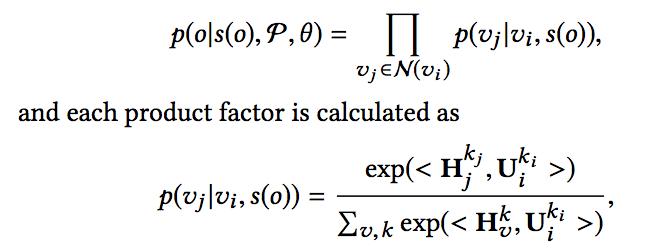 p(o|s(o), 𝒫, θ) = ∏_{v_j∈𝒩(v_i)} p(v_j|v_i, s(o)),
and each product factor is calculated as
p(v_j|v_i, s(o)) = exp(< H_j^{k_j}, U_i^{k_i} >) / ∑_{v,k} exp(< H_v^k, U_i^{k_i} >),